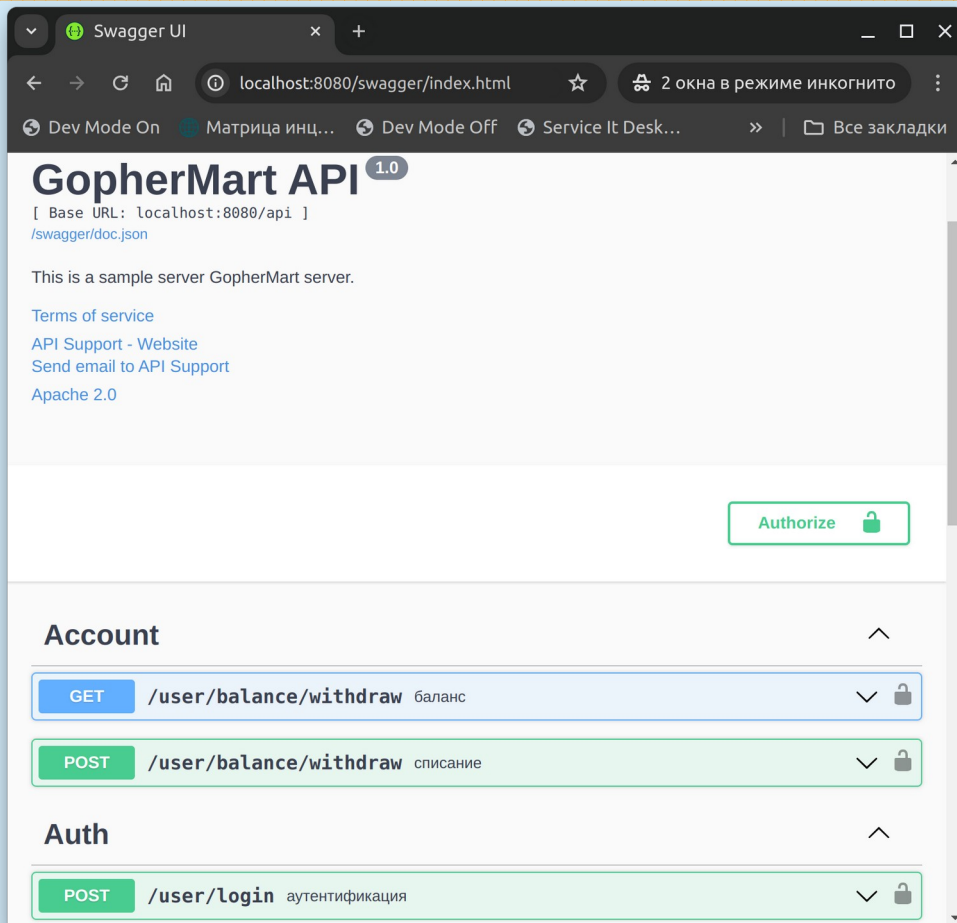 Swagger UI
localhost:8080/swagger/index.html
2 окна в режиме инкогнито
Dev Mode On Матрица инц... Dev Mode Off Service It Desk... » Все закладки
GopherMart API 1.0
[ Base URL: localhost:8080/api ]
/swagger/doc.json
This is a sample server GopherMart server.
Terms of service
API Support - Website
Send email to API Support
Apache 2.0
Authorize
Account
GET /user/balance/withdraw баланс
POST /user/balance/withdraw списание
Auth
POST /user/login аутентификация